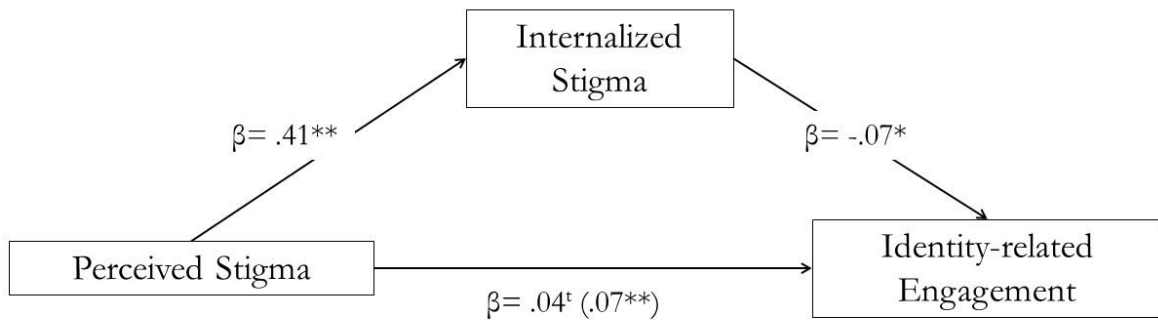 Internalized
Stigma
β= .41**
β= -.07*
Perceived Stigma
Identity-related
Engagement
β= .04ᵗ (.07**)